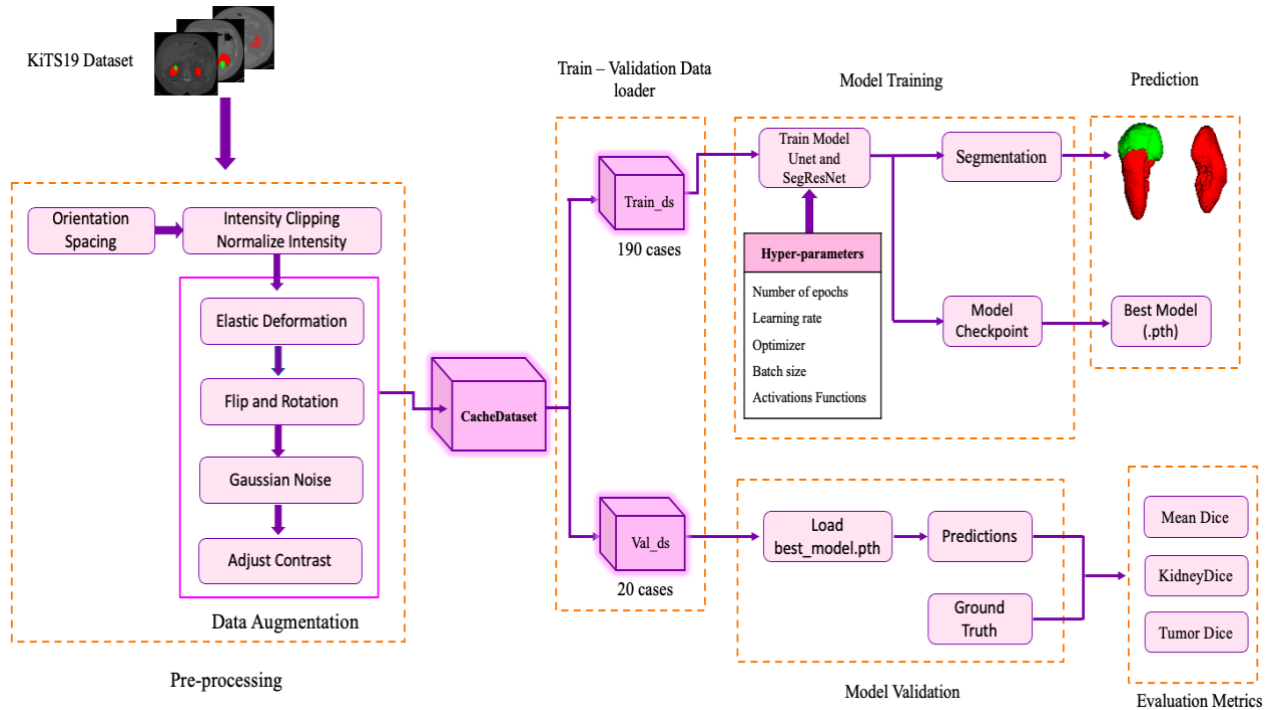 KiTS19 Dataset
Orientation
Spacing
Intensity Clipping
Normalize Intensity
Elastic Deformation
Flip and Rotation
Gaussian Noise
Adjust Contrast
Data Augmentation
Pre-processing
CacheDataset
Train – Validation Data
loader
Train_ds
190 cases
Val_ds
20 cases
Model Training
Train Model
Unet and
SegResNet
Segmentation
Hyper-parameters
Number of epochs
Learning rate
Optimizer
Batch size
Activations Functions
Model
Checkpoint
Prediction
Best Model
(.pth)
Load
best_model.pth
Predictions
Ground
Truth
Model Validation
Mean Dice
KidneyDice
Tumor Dice
Evaluation Metrics